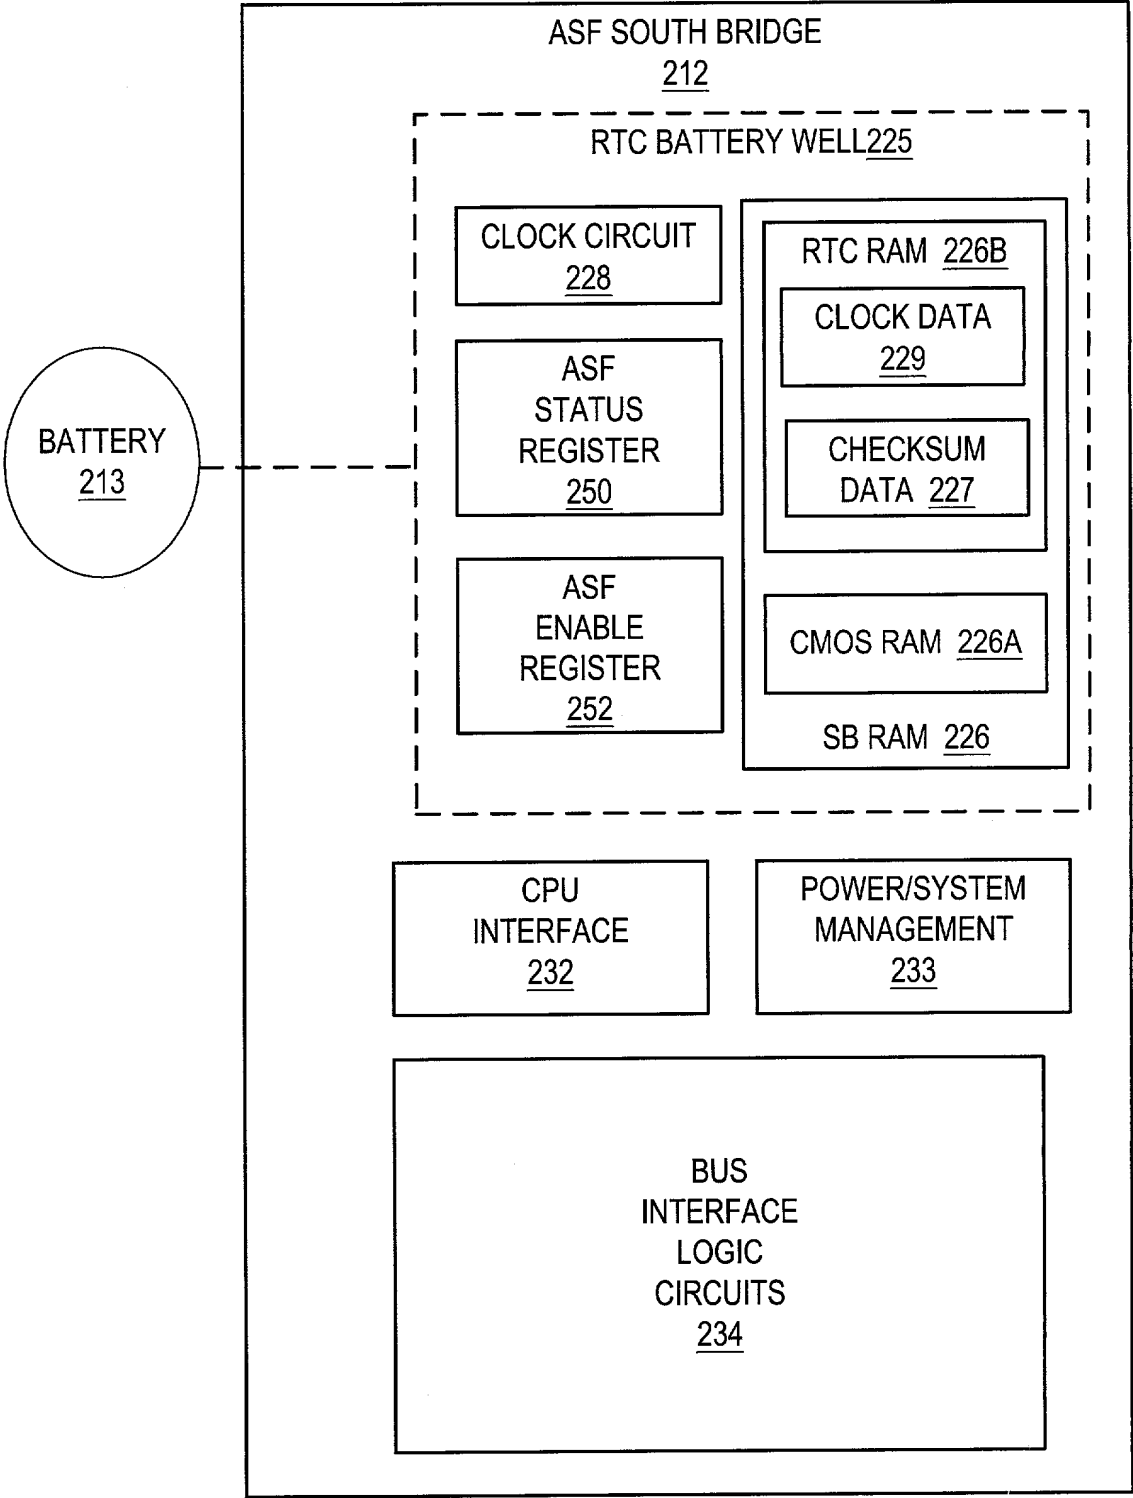 ASF SOUTH BRIDGE
212
RTC BATTERY WELL225
CLOCK CIRCUIT
228
ASF
STATUS
REGISTER
250
ASF
ENABLE
REGISTER
252
RTC RAM 226B
CLOCK DATA
229
CHECKSUM
DATA 227
CMOS RAM 226A
SB RAM 226
BATTERY
213
CPU
INTERFACE
232
POWER/SYSTEM
MANAGEMENT
233
BUS
INTERFACE
LOGIC
CIRCUITS
234